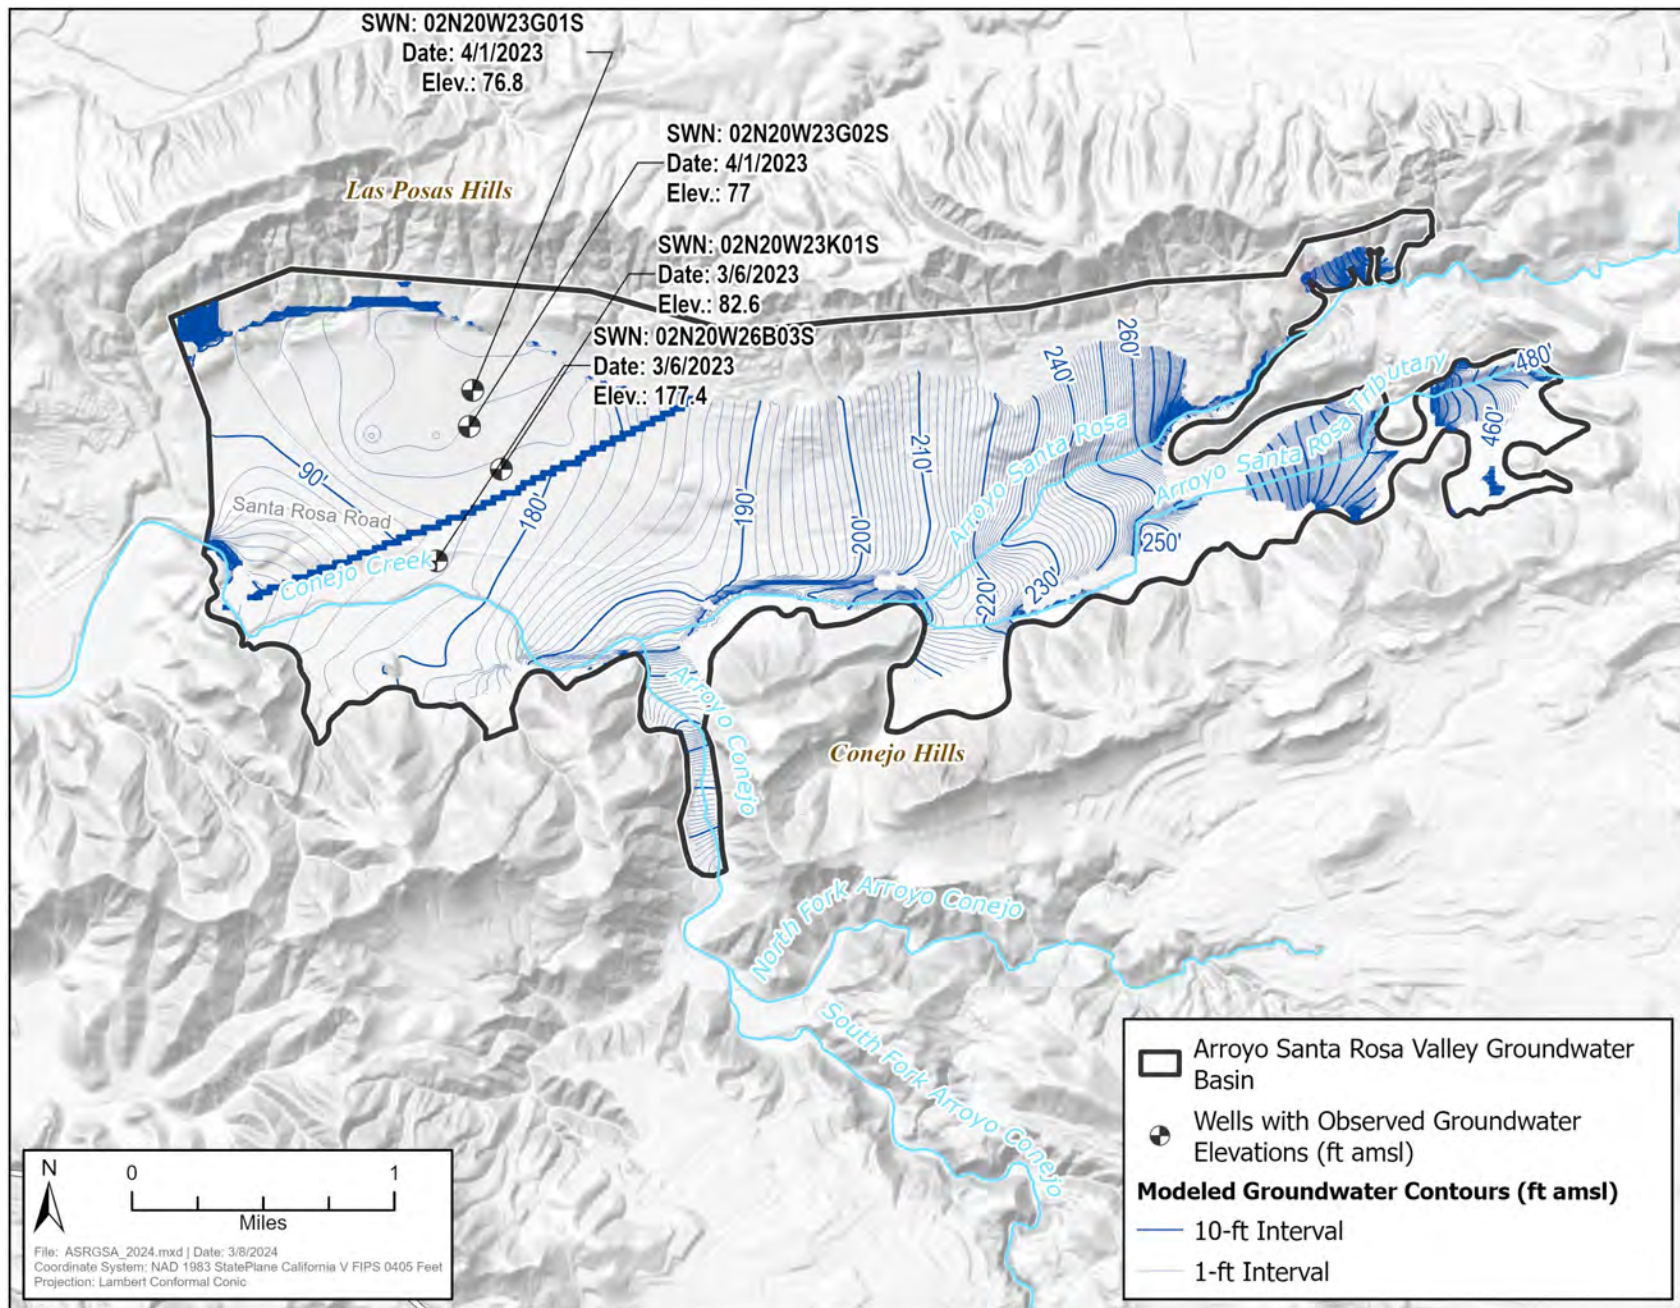 SWN: 02N20W23G01S
Date: 4/1/2023
Elev.: 76.8
SWN: 02N20W23G02S
Date: 4/1/2023
Elev.: 77
Las Posas Hills
SWN: 02N20W23K01S
Date: 3/6/2023
Elev.: 82.6
SWN: 02N20W26B03S
Date: 3/6/2023
Elev.: 177.4
260'
240'
480'
460'
Arroyo Santa Rosa
Arroyo Santa Rosa Tributary
210'
90'
180'
190'
200'
Santa Rosa Road
Conejo Creek
250'
230'
220'
Arroyo Conejo
Conejo Hills
North Fork Arroyo Conejo
South Fork Arroyo Conejo
Arroyo Santa Rosa Valley Groundwater
Basin
Wells with Observed Groundwater
Elevations (ft amsl)
Modeled Groundwater Contours (ft amsl)
10-ft Interval
1-ft Interval
N
0 1
Miles
File: ASRGSA_2024.mxd | Date: 3/8/2024
Coordinate System: NAD 1983 StatePlane California V FIPS 0405 Feet
Projection: Lambert Conformal Conic